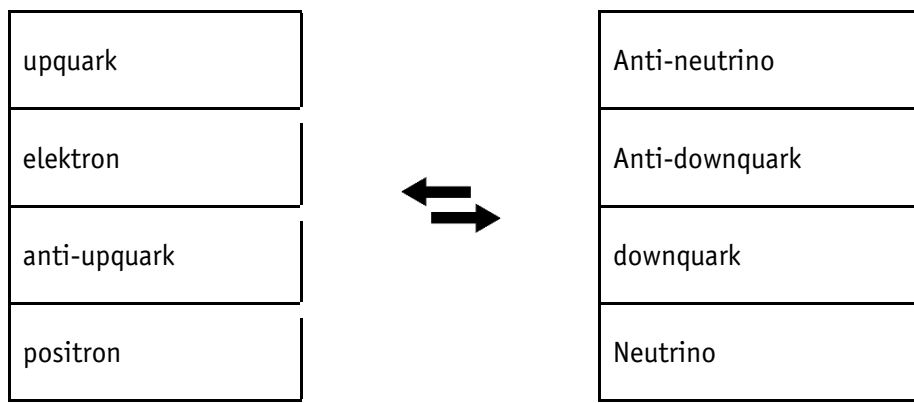 upquark
elektron
anti-upquark
positron
Anti-neutrino
Anti-downquark
downquark
Neutrino